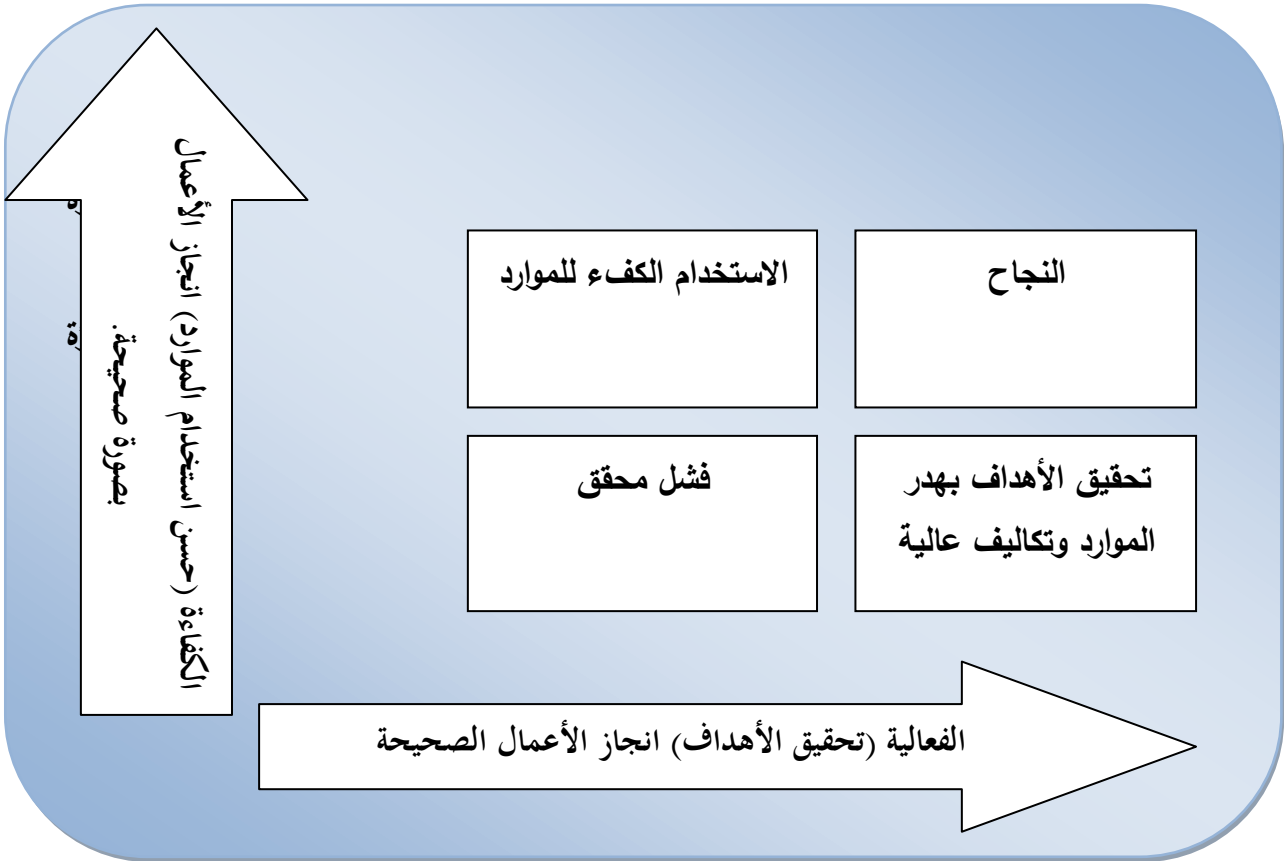 الكفاءة (حسن استخدام الموارد) انجاز الأعمال
بصورة صحيحة.
النجاح
الاستخدام الكفء للموارد
تحقيق الأهداف بهدر
الموارد وتكاليف عالية
فشل محقق
الفعالية (تحقيق الأهداف) انجاز الأعمال الصحيحة